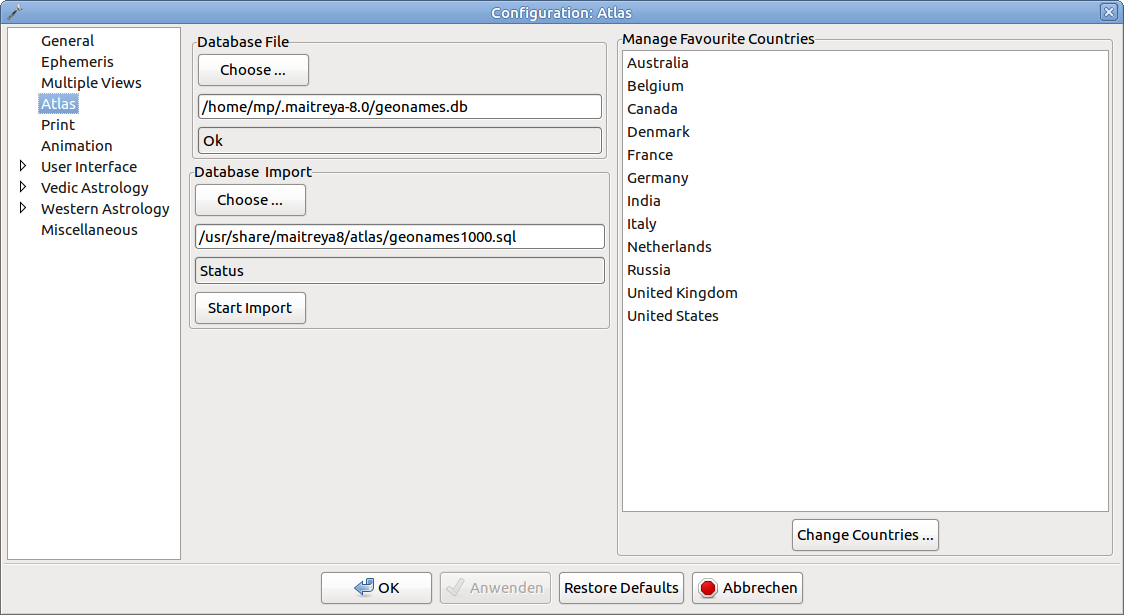 Configuration: Atlas
General
Ephemeris
Multiple Views
Atlas
Print
Animation
User Interface
Vedic Astrology
Western Astrology
Miscellaneous
Database File
Choose ...
/home/mp/.maitreya-8.0/geonames.db
Ok
Database Import
Choose ...
/usr/share/maitreya8/atlas/geonames1000.sql
Status
Start Import
Manage Favourite Countries
Australia
Belgium
Canada
Denmark
France
Germany
India
Italy
Netherlands
Russia
United Kingdom
United States
Change Countries ...
OK
Anwenden
Restore Defaults
Abbrechen